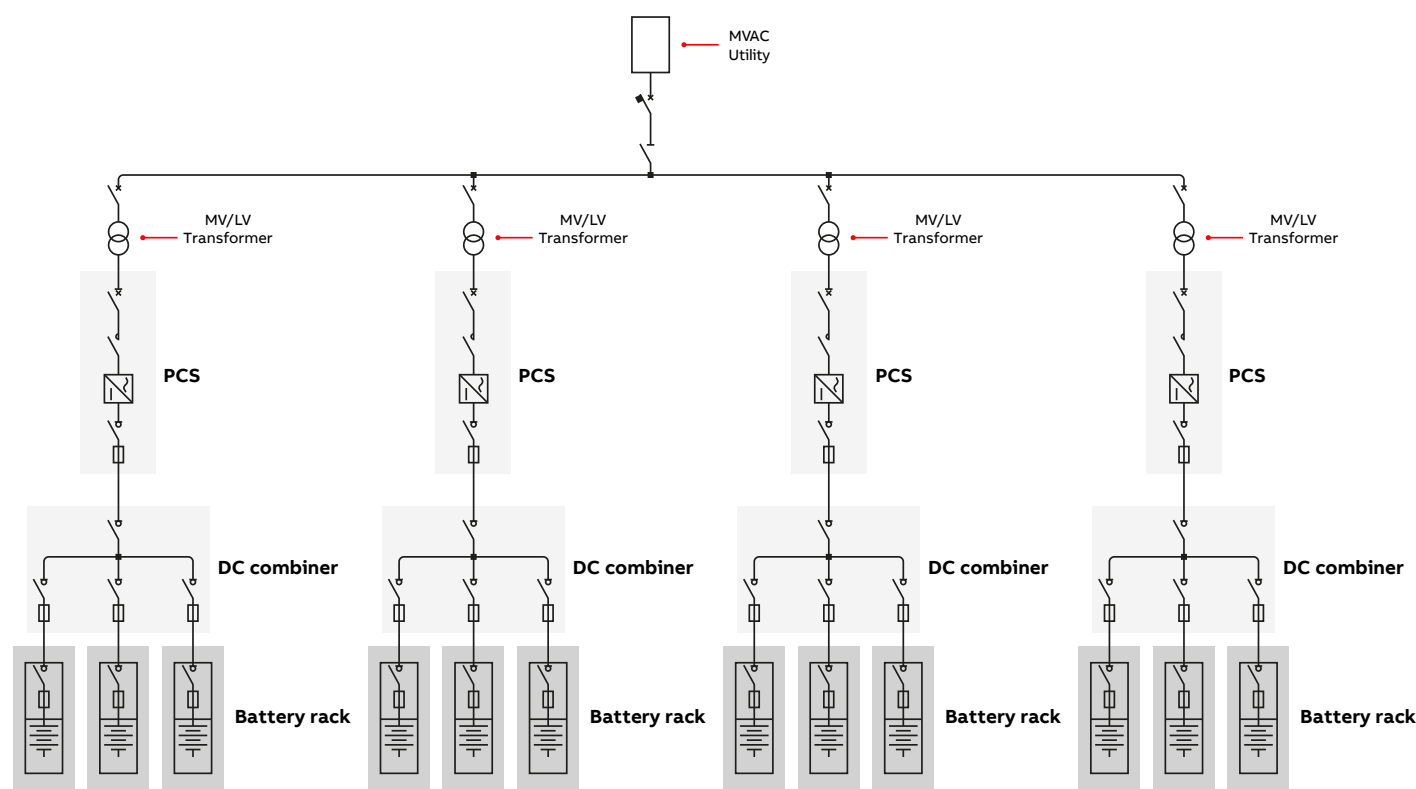 MVAC
Utility
MV/LV
Transformer
MV/LV
Transformer
MV/LV
Transformer
MV/LV
Transformer
PCS
PCS
PCS
PCS
DC combiner
DC combiner
DC combiner
DC combiner
Battery rack
Battery rack
Battery rack
Battery rack